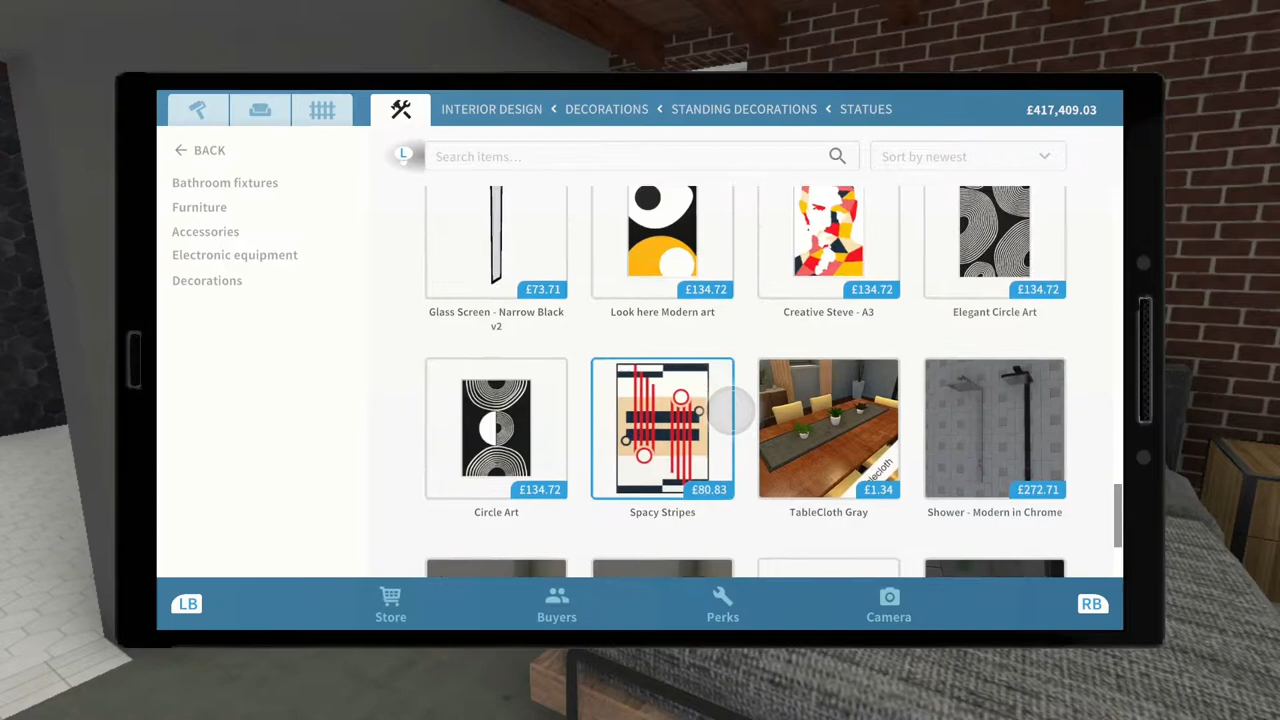 INTERIOR DESIGN < DECORATIONS < STANDING DECORATIONS < STATUES
£417,409.03
BACK
L
Search items...
Sort by newest
Bathroom fixtures
Furniture
Accessories
Electronic equipment
Decorations
£73.71
£134.72
£134.72
£134.72
Glass Screen - Narrow Black
v2
Look here Modern art
Creative Steve - A3
Elegant Circle Art
£134.72
£80.83
£1.34
£272.71
Circle Art
Spacy Stripes
TableCloth Gray
Shower - Modern in Chrome
LB
Store
Buyers
Perks
Camera
RB